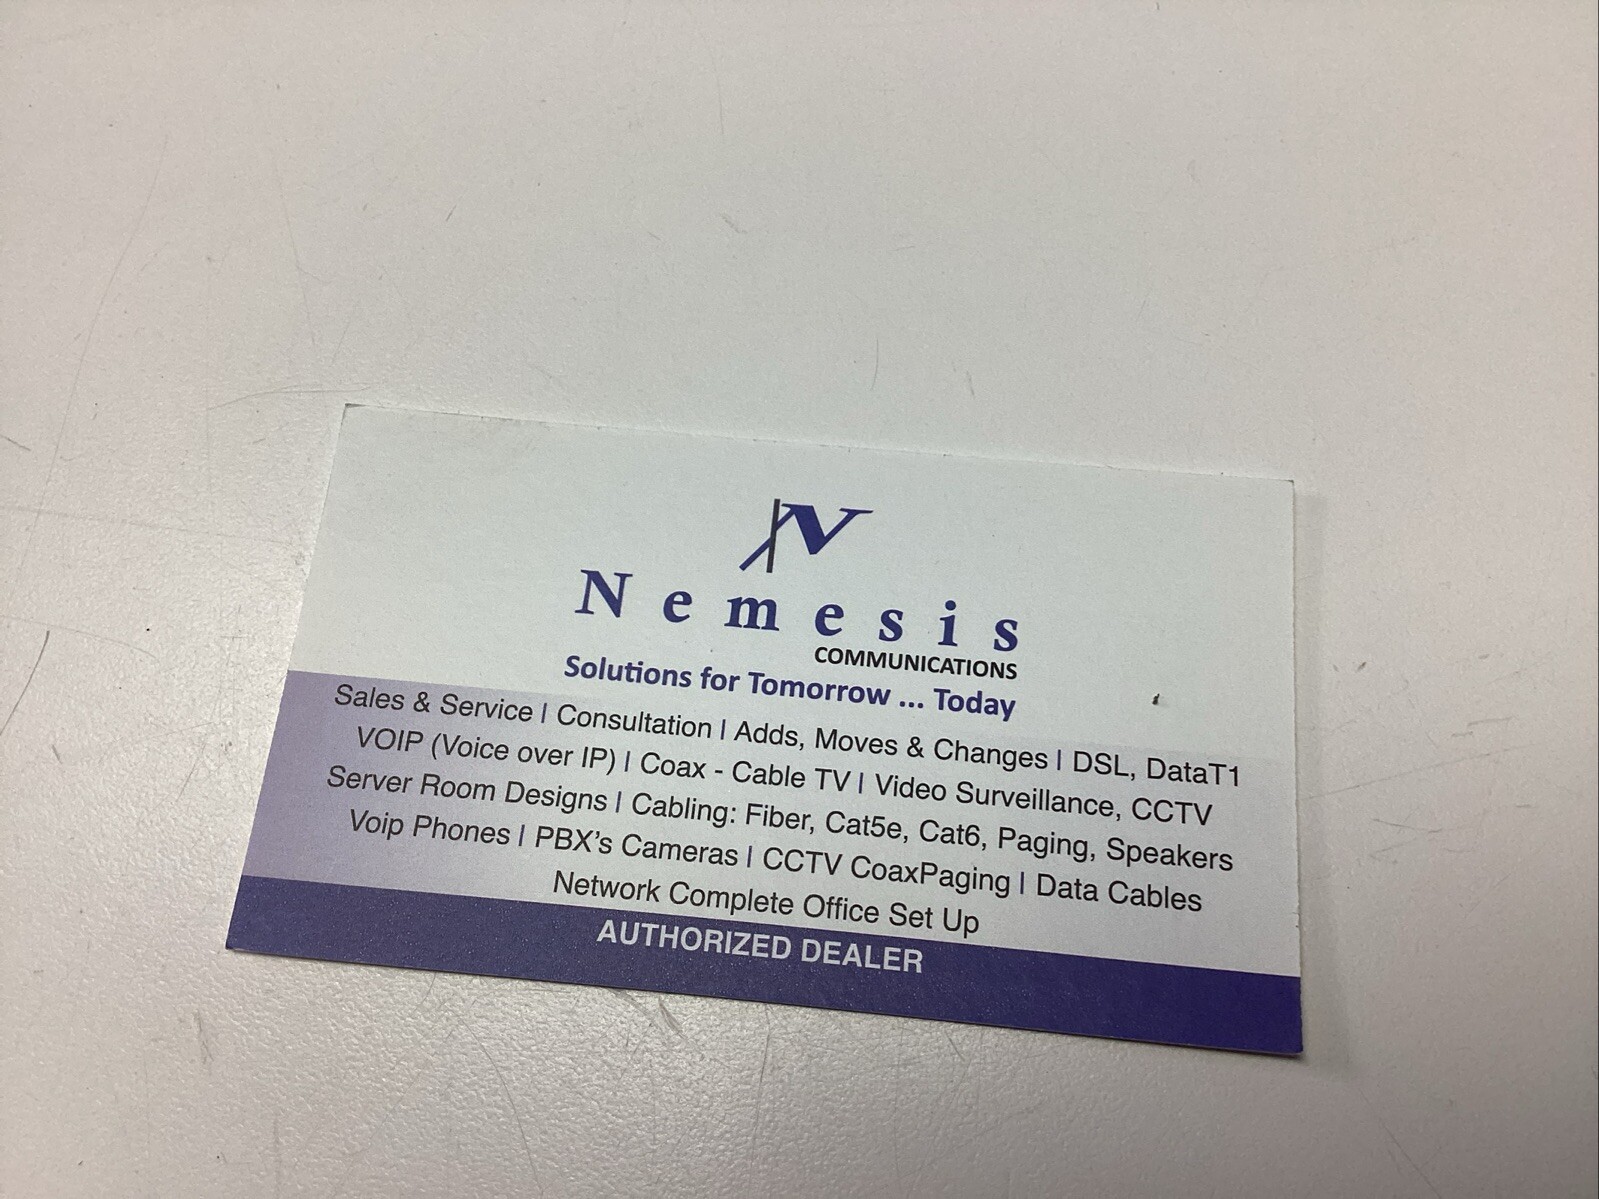 Nemesis
COMMUNICATIONS
Solutions for Tomorrow ... Today
Sales & Service | Consultation | Adds, Moves & Changes | DSL, DataT1
VOIP (Voice over IP) | Coax - Cable TV | Video Surveillance, CCTV
Server Room Designs | Cabling: Fiber, Cat5e, Cat6, Paging, Speakers
Voip Phones | PBX's Cameras | CCTV CoaxPaging | Data Cables
Network Complete Office Set Up
AUTHORIZED DEALER